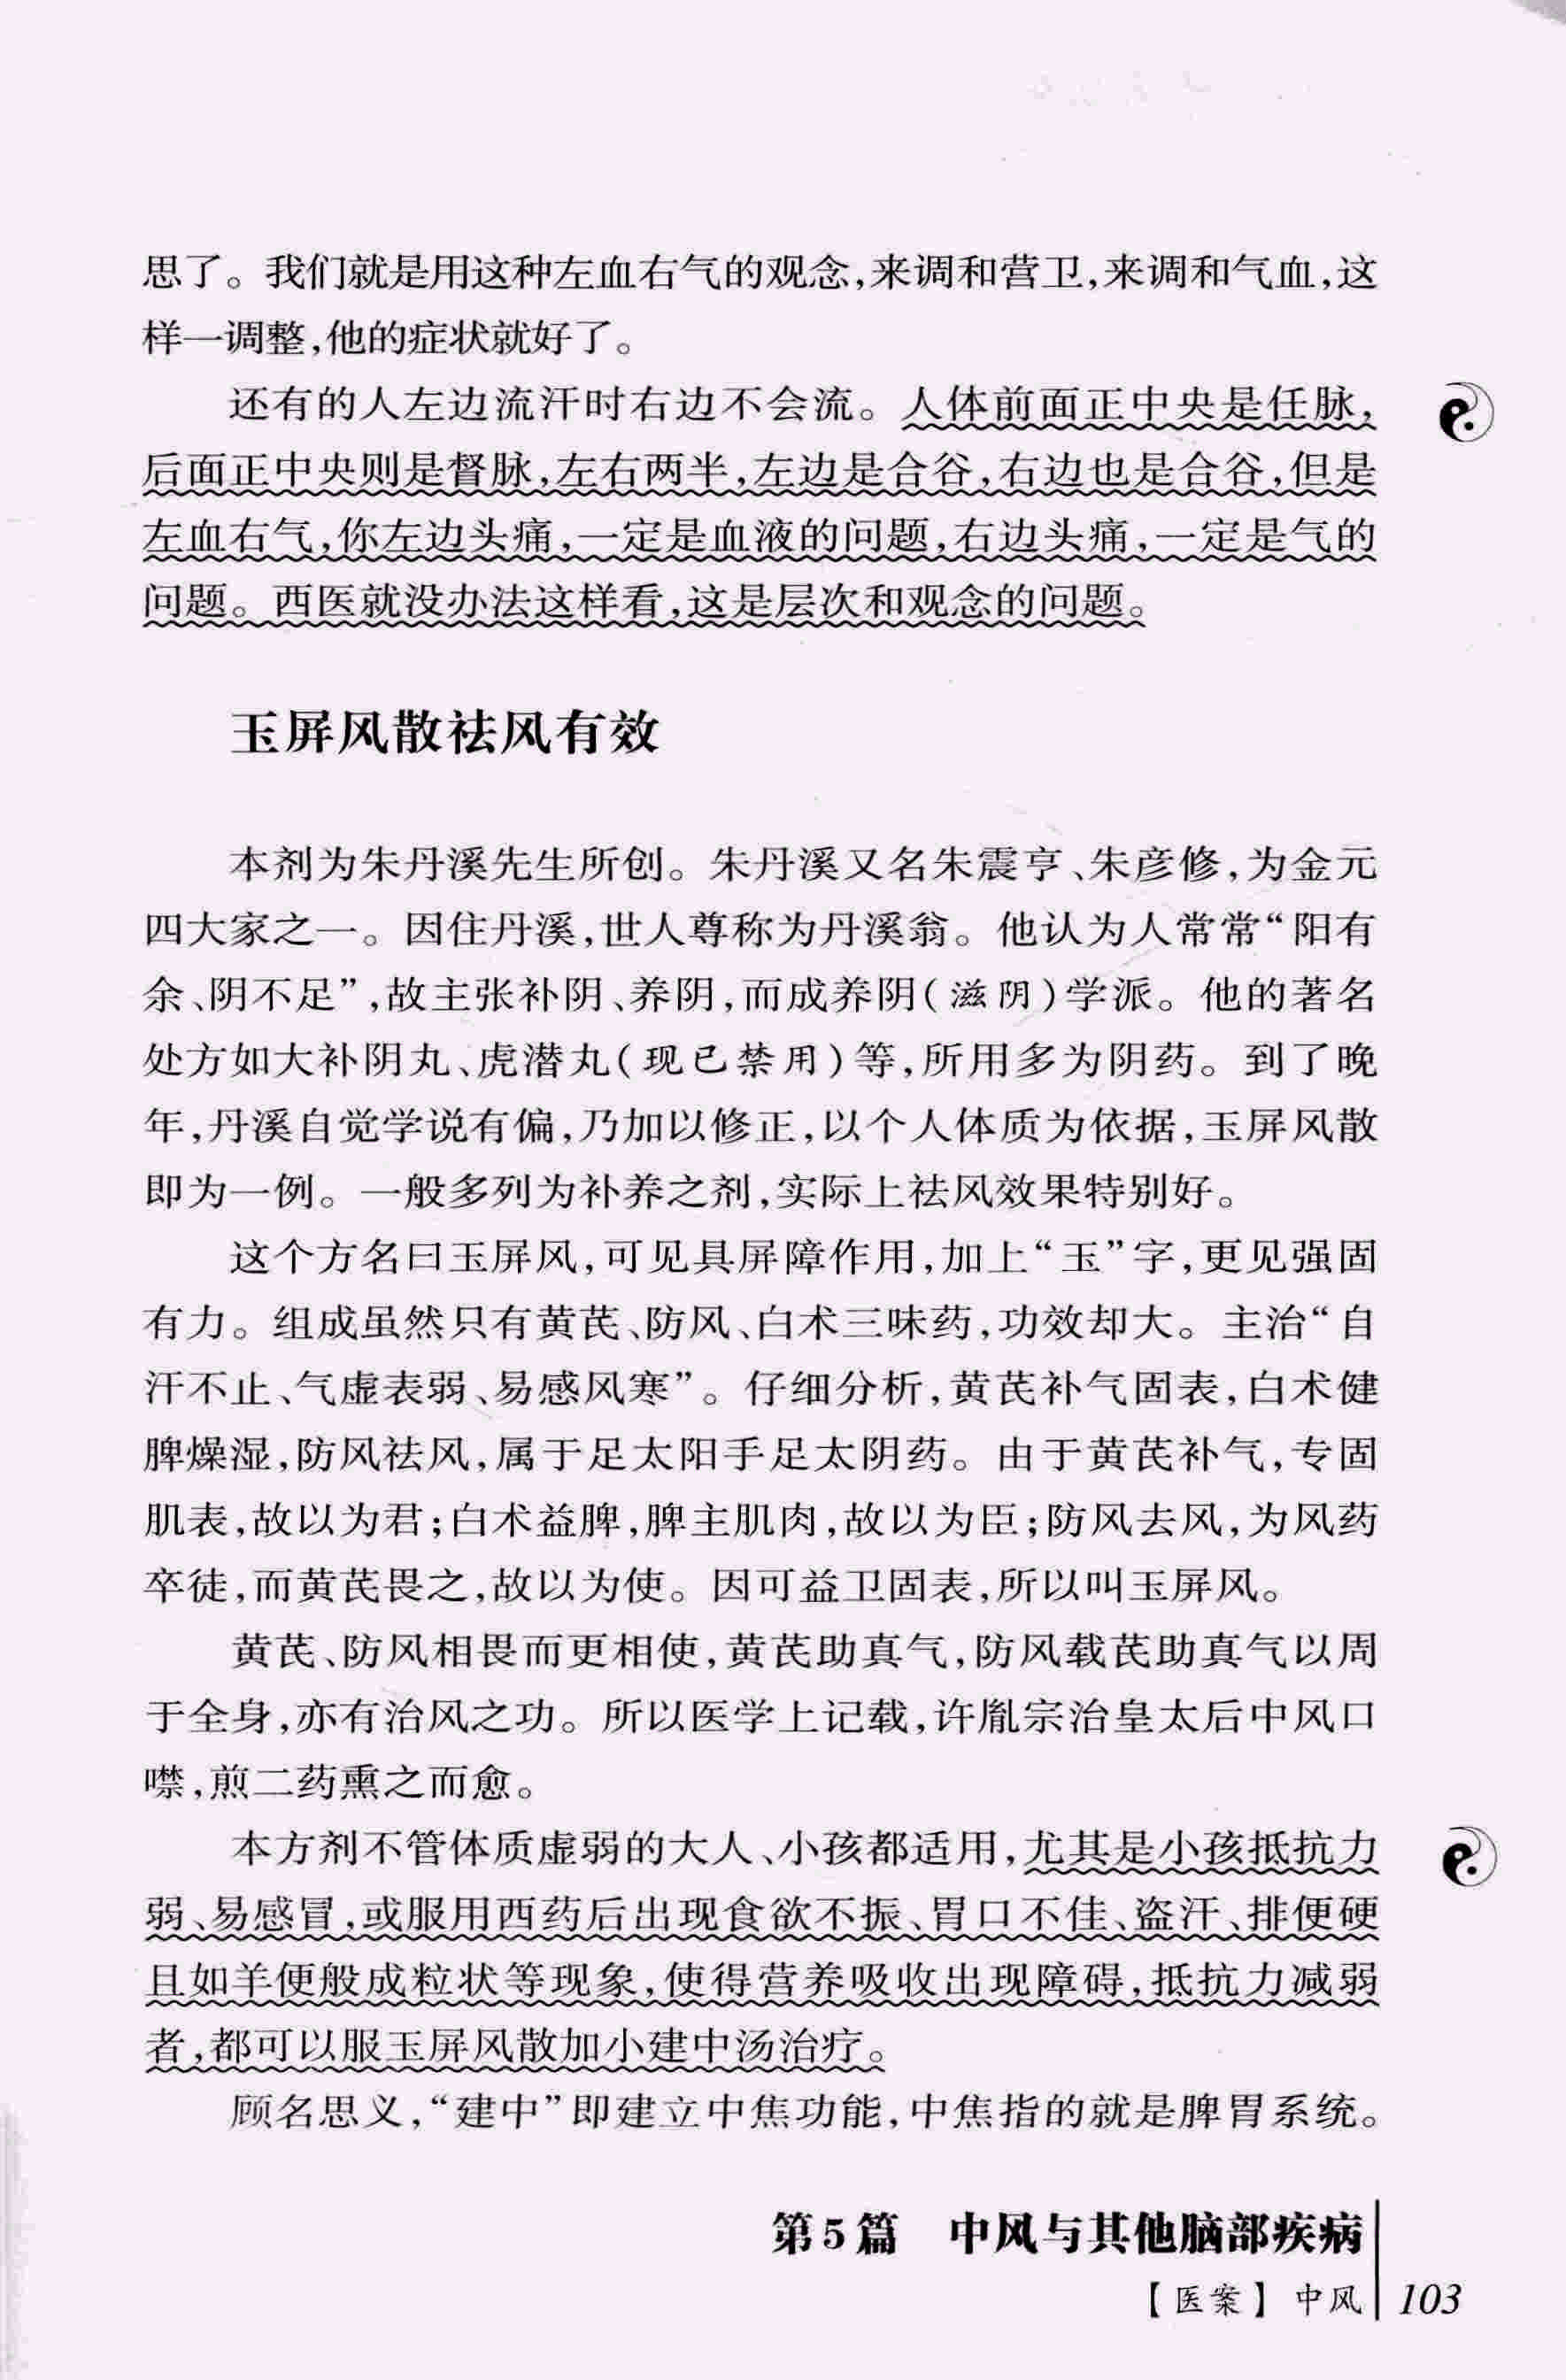 思了。我们就是用这种左血右气的观念,来调和营卫,来调和气血,这
样一调整,他的症状就好了。
还有的人左边流汗时右边不会流。人体前面正中央是任脉,
后面正中央则是督脉,左右两半,左边是合谷,右边也是合谷,但是
左血右气,你左边头痛,一定是血液的问题,右边头痛,一定是气的
问题。西医就没办法这样看,这是层次和观念的问题。
玉屏风散祛风有效
本剂为朱丹溪先生所创。朱丹溪又名朱震亨、朱彦修,为金元
四大家之一。因住丹溪,世人尊称为丹溪翁。他认为人常常“阳有
余、阴不足”,故主张补阴、养阴,而成养阴(滋阴)学派。他的著名
处方如大补阴丸、虎潜丸(现已禁用)等,所用多为阴药。到了晚
年,丹溪自觉学说有偏,乃加以修正,以个人体质为依据,玉屏风散
即为一例。一般多列为补养之剂,实际上祛风效果特别好。
这个方名曰玉屏风,可见具屏障作用,加上“玉”字,更见强固
有力。组成虽然只有黄芪、防风、白术三味药,功效却大。主治“自
汗不止、气虚表弱、易感风寒”。仔细分析,黄芪补气固表,白术健
脾燥湿,防风祛风,属于足太阳手足太阴药。由于黄芪补气,专固
肌表,故以为君;白术益脾,脾主肌肉,故以为臣;防风去风,为风药
卒徒,而黄芪畏之,故以为使。因可益卫固表,所以叫玉屏风。
黄芪、防风相畏而更相使,黄芪助真气,防风载芪助真气以周
于全身,亦有治风之功。所以医学上记载,许胤宗治皇太后中风口
噤,煎二药熏之而愈。
本方剂不管体质虚弱的大人、小孩都适用,尤其是小孩抵抗力
弱、易感冒,或服用西药后出现食欲不振、胃口不佳、盗汗、排便硬
且如羊便般成粒状等现象,使得营养吸收出现障碍,抵抗力减弱
者,都可以服玉屏风散加小建中汤治疗。
顾名思义,“建中”即建立中焦功能,中焦指的就是脾胃系统。
第5篇 中风与其他脑部疾病
【医案】中风 103